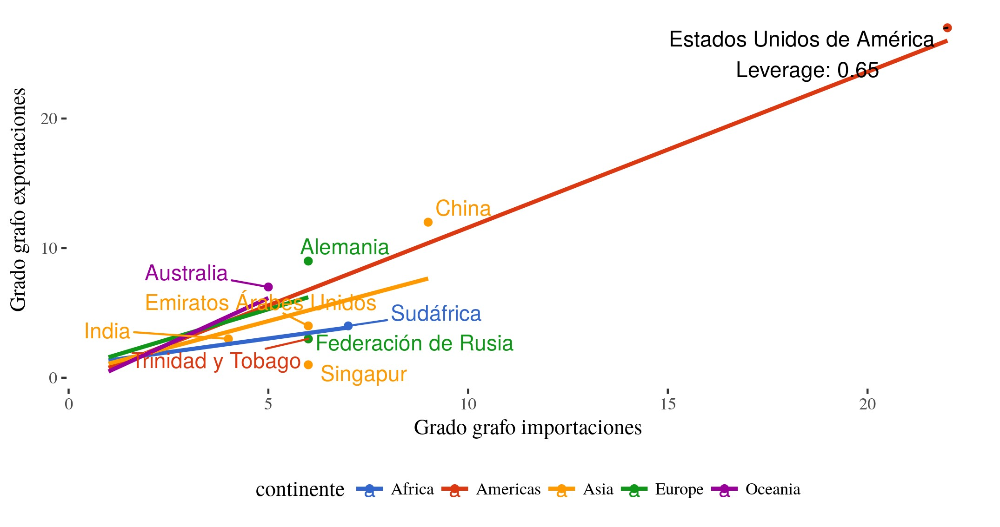 Estados Unidos de América
Leverage: 0.65
Grado grafo exportaciones
20
10
0
China
Alemania
Australia
Emiratos Árabes Unidos
Sudáfrica
India
Federación de Rusia
Trinidad y Tobago
Singapur
0 5 10 15 20
Grado grafo importaciones
continente a Africa a Americas a Asia a Europe a Oceania